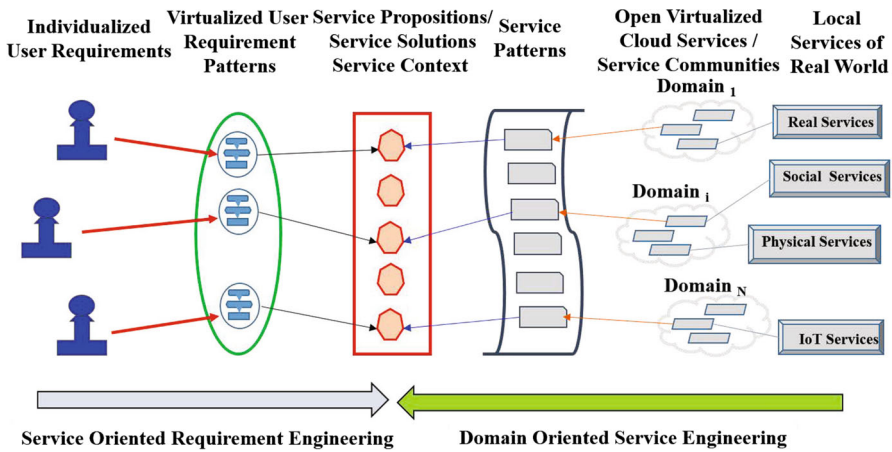 Individualized
User Requirements
Virtualized User
Requirement
Patterns
Service Propositions/
Service Solutions
Service Context
Service
Patterns
Open Virtualized
Cloud Services /
Service Communities
Local
Services of
Real World
Domain 1
Real Services
Social Services
Domain i
Physical Services
Domain N
IoT Services
Service Oriented Requirement Engineering
Domain Oriented Service Engineering